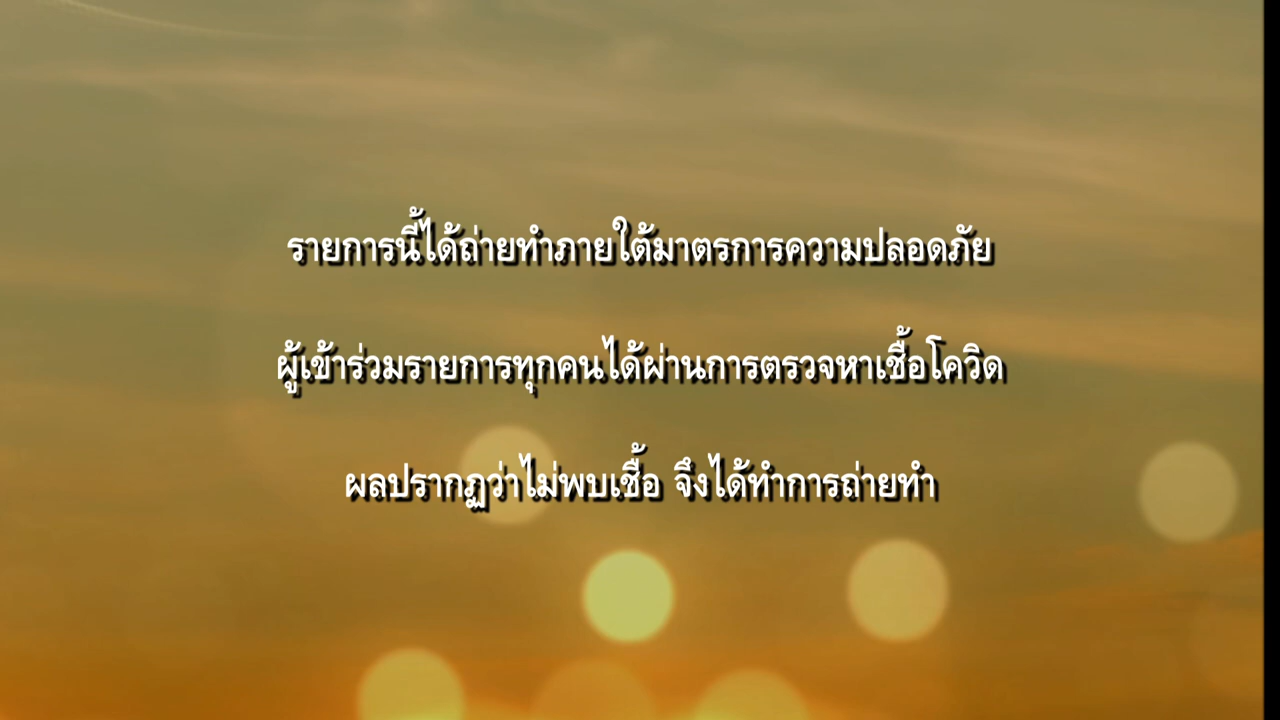 รายการนี้ได้ถ่ายทำภายใต้มาตรการความปลอดภัย
ผู้เข้าร่วมรายการทุกคนได้ผ่านการตรวจหาเชื้อโควิด
ผลปรากฏว่าไม่พบเชื้อ จึงได้ทำการถ่ายทำ